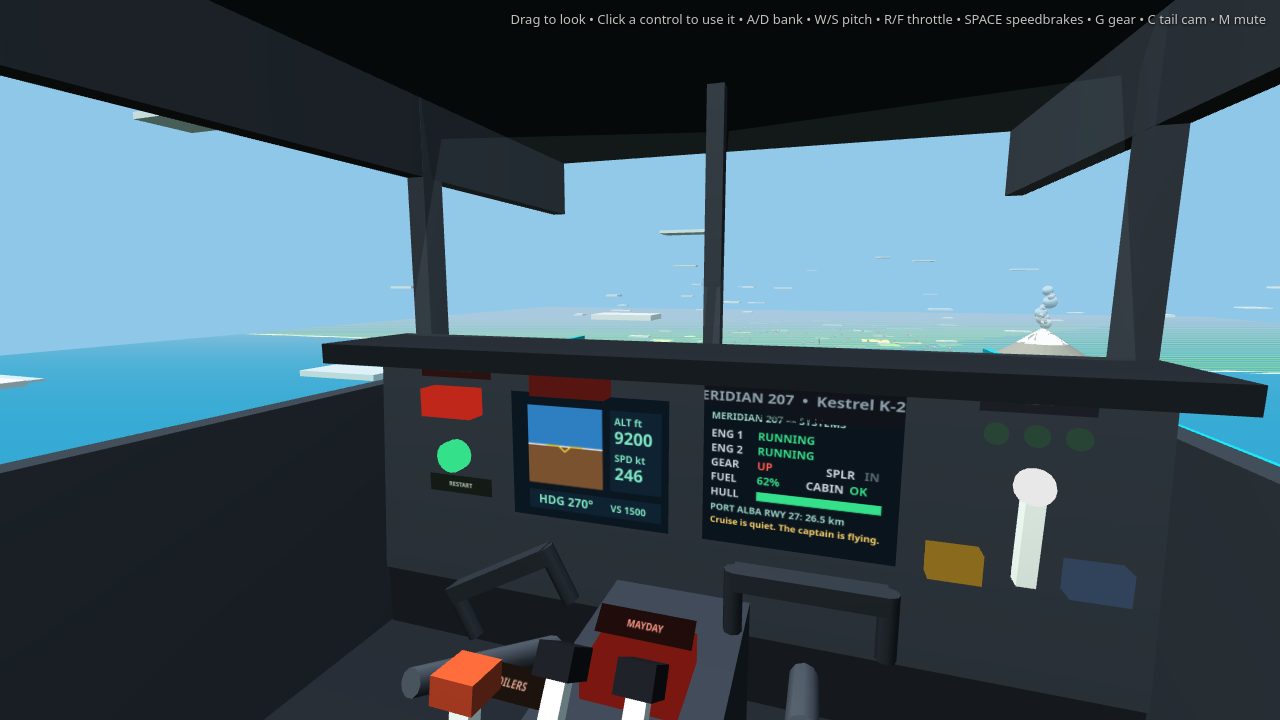 Drag to look • Click a control to use it • A/D bank • W/S pitch • R/F throttle • SPACE speedbrakes • G gear • C tail cam • M mute
ERIDIAN 207 • Kestrel K-2
MERIDIAN 207 — SYSTEMS
ENG 1 RUNNING
ENG 2 RUNNING
GEAR UP SPLR IN
FUEL 62% CABIN OK
HULL
PORT ALBA RWY 27: 26.5 km
Cruise is quiet. The captain is flying.
ALT ft
9200
SPD kt
246
HDG 270° VS 1500
RESTART
MAYDAY
OILERS